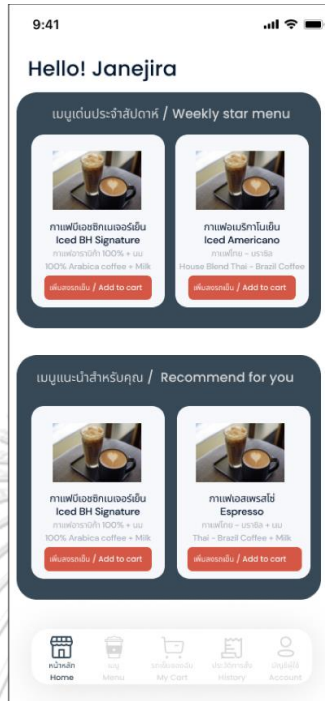 9:41
Hello! Janejira
เมนูเด่นประจำสัปดาห์ / Weekly star menu
กาแฟบีเอชซิกเนเจอร์เย็น
Iced BH Signature
กาแฟอาราบิก้า 100% + นม
100% Arabica coffee + Milk
เพิ่มลงรถเข็น / Add to cart
กาแฟอเมริกาโนเย็น
Iced Americano
กาแฟไทย - บราซิล
House Blend Thai - Brazil Coffee
เพิ่มลงรถเข็น / Add to cart
เมนูแนะนำสำหรับคุณ / Recommend for you
กาแฟบีเอชซิกเนเจอร์เย็น
Iced BH Signature
กาแฟอาราบิก้า 100% + นม
100% Arabica coffee + Milk
เพิ่มลงรถเข็น / Add to cart
กาแฟเอสเพรสโซ่
Espresso
กาแฟไทย - บราซิล + นม
Thai - Brazil Coffee + Milk
เพิ่มลงรถเข็น / Add to cart
หน้าหลัก
Home
เมนู
Menu
My Cart
ประวัติการสั่ง
History
บัญชีผู้ใช้
Account